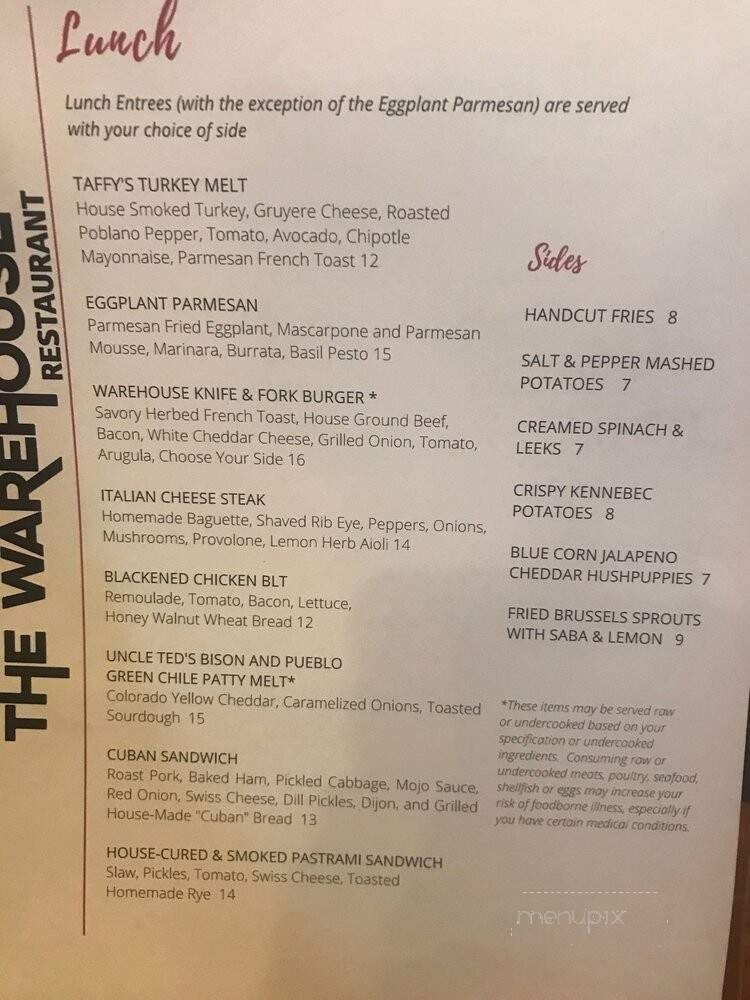 Lunch
Lunch Entrees (with the exception of the Eggplant Parmesan) are served
with your choice of side
TAFFY'S TURKEY MELT
House Smoked Turkey, Gruyere Cheese, Roasted
Poblano Pepper, Tomato, Avocado, Chipotle
Mayonnaise, Parmesan French Toast 12
EGGPLANT PARMESAN
Parmesan Fried Eggplant, Mascarpone and Parmesan
Mousse, Marinara, Burrata, Basil Pesto 15
WAREHOUSE KNIFE & FORK BURGER *
Savory Herbed French Toast, House Ground Beef,
Bacon, White Cheddar Cheese, Grilled Onion, Tomato,
Arugula, Choose Your Side 16
ITALIAN CHEESE STEAK
Homemade Baguette, Shaved Rib Eye, Peppers, Onions,
Mushrooms, Provolone, Lemon Herb Aioli 14
BLACKENED CHICKEN BLT
Remoulade, Tomato, Bacon, Lettuce,
Honey Walnut Wheat Bread 12
UNCLE TED'S BISON AND PUEBLO
GREEN CHILE PATTY MELT*
Colorado Yellow Cheddar, Caramelized Onions, Toasted
Sourdough 15
CUBAN SANDWICH
Roast Pork, Baked Ham, Pickled Cabbage, Mojo Sauce,
Red Onion, Swiss Cheese, Dill Pickles, Dijon, and Grilled
House-Made "Cuban" Bread 13
HOUSE-CURED & SMOKED PASTRAMI SANDWICH
Slaw, Pickles, Tomato, Swiss Cheese, Toasted
Homemade Rye 14
Sides
HANDCUT FRIES 8
SALT & PEPPER MASHED
POTATOES 7
CREAMED SPINACH &
LEEKS 7
CRISPY KENNEBEC
POTATOES 8
BLUE CORN JALAPENO
CHEDDAR HUSHPUPPIES 7
FRIED BRUSSELS SPROUTS
WITH SABA & LEMON 9
*These items may be served raw
or undercooked based on your
specification or undercooked
ingredients. Consuming raw or
undercooked meats, poultry, seafood,
shellfish or eggs may increase your
risk of foodborne illness, especially if
you have certain medical conditions.
THE WAREHOUSE
RESTAURANT
menupix